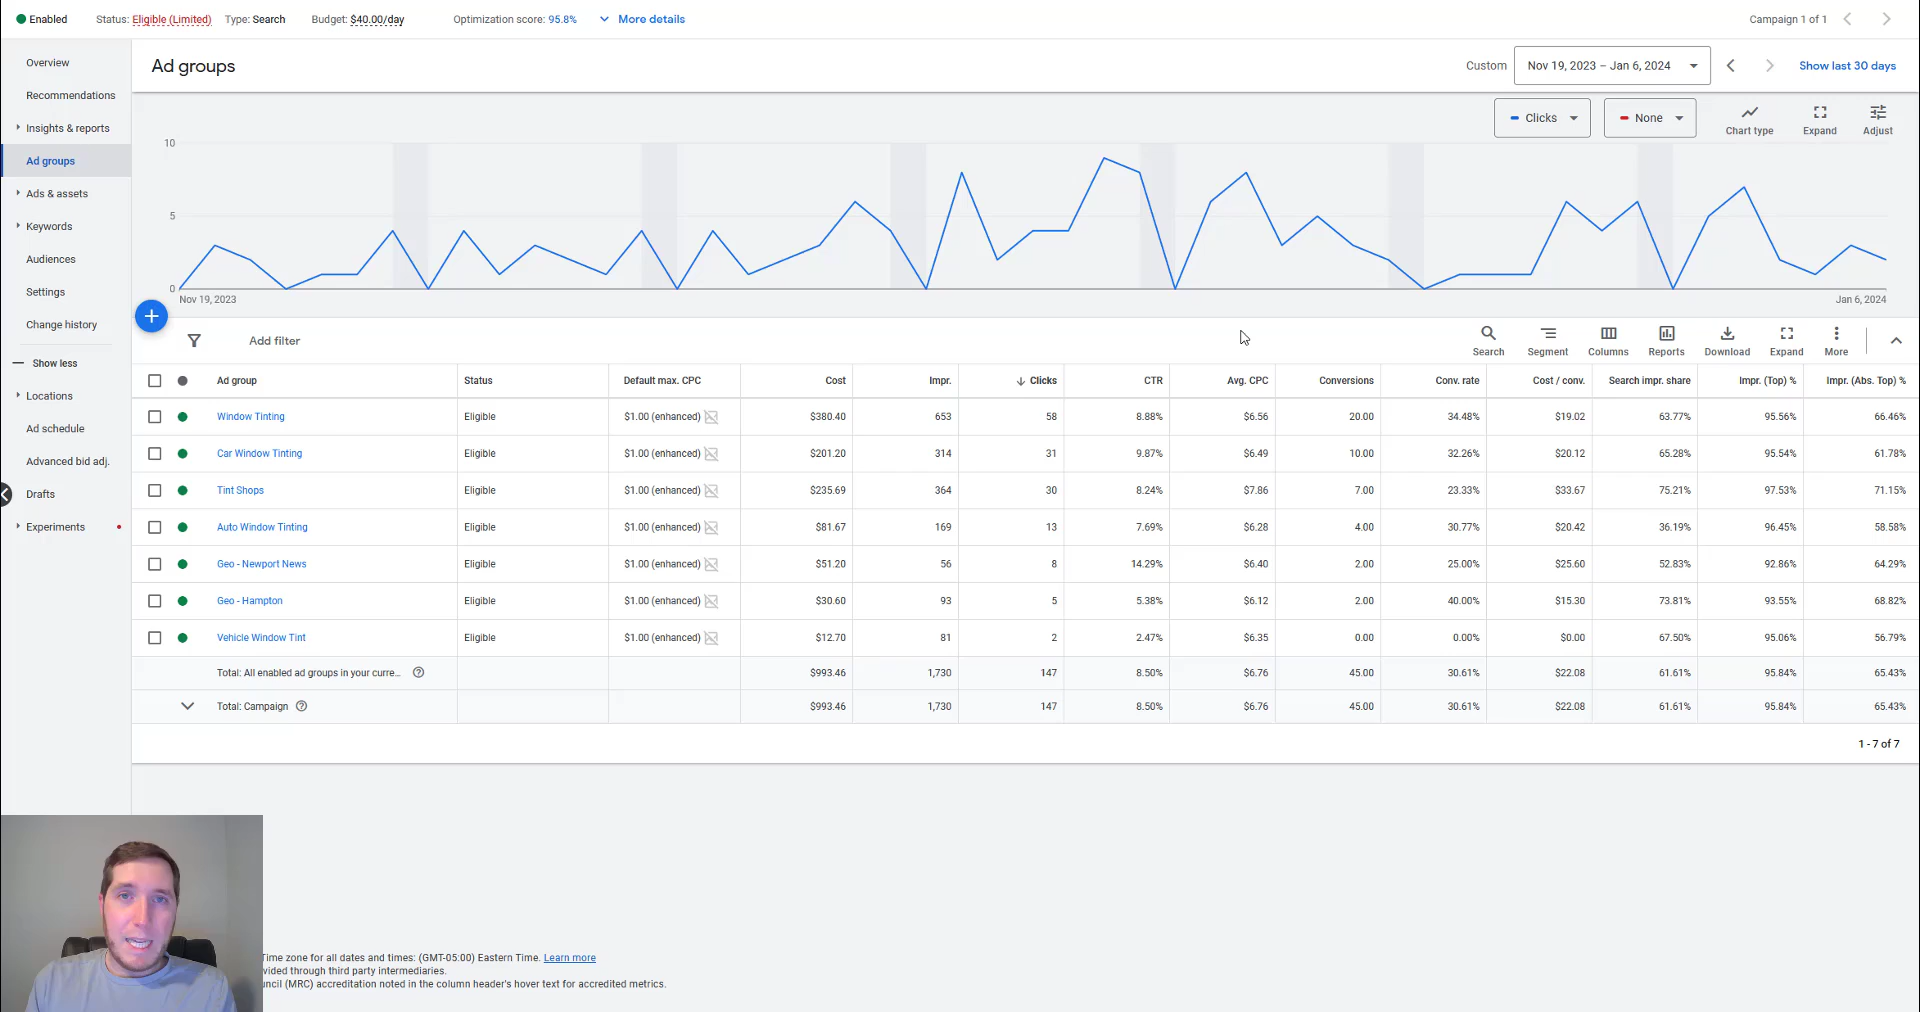 Enabled Status: Eligible (Limited) Type: Search Budget: $40.00/day Optimization score: 95.8% More details Campaign 1 of 1
Overview
Recommendations
Insights & reports
Ad groups
Ads & assets
Keywords
Audiences
Settings
Change history
Show less
Locations
Ad schedule
Advanced bid adj.
Drafts
Experiments
Ad groups Custom Nov 19, 2023 – Jan 6, 2024 Show last 30 days
Clicks None Chart type Expand Adjust
10
5
0
Nov 19, 2023 Jan 6, 2024
Add filter Search Segment Columns Reports Download Expand More
Ad group Status Default max. CPC Cost Impr. Clicks CTR Avg. CPC Conversions Conv. rate Cost / conv. Search impr. share Impr. (Top) % Impr. (Abs. Top) %
Window Tinting Eligible $1.00 (enhanced) $380.40 653 58 8.88% $6.56 20.00 34.48% $19.02 63.77% 95.56% 66.46%
Car Window Tinting Eligible $1.00 (enhanced) $201.20 314 31 9.87% $6.49 10.00 32.26% $20.12 65.28% 95.54% 61.78%
Tint Shops Eligible $1.00 (enhanced) $235.69 364 30 8.24% $7.86 7.00 23.33% $33.67 75.21% 97.53% 71.15%
Auto Window Tinting Eligible $1.00 (enhanced) $81.67 169 13 7.69% $6.28 4.00 30.77% $20.42 36.19% 96.45% 58.58%
Geo - Newport News Eligible $1.00 (enhanced) $51.20 56 8 14.29% $6.40 2.00 25.00% $25.60 52.83% 92.86% 64.29%
Geo - Hampton Eligible $1.00 (enhanced) $30.60 93 5 5.38% $6.12 2.00 40.00% $15.30 73.81% 93.55% 68.82%
Vehicle Window Tint Eligible $1.00 (enhanced) $12.70 81 2 2.47% $6.35 0.00 0.00% $0.00 67.50% 95.06% 56.79%
Total: All enabled ad groups in your curre... $993.46 1,730 147 8.50% $6.76 45.00 30.61% $22.08 61.61% 95.84% 65.43%
Total: Campaign $993.46 1,730 147 8.50% $6.76 45.00 30.61% $22.08 61.61% 95.84% 65.43%
1 - 7 of 7
Time zone for all dates and times: (GMT-05:00) Eastern Time. Learn more
vided through third party intermediaries.
uncil (MRC) accreditation noted in the column header's hover text for accredited metrics.